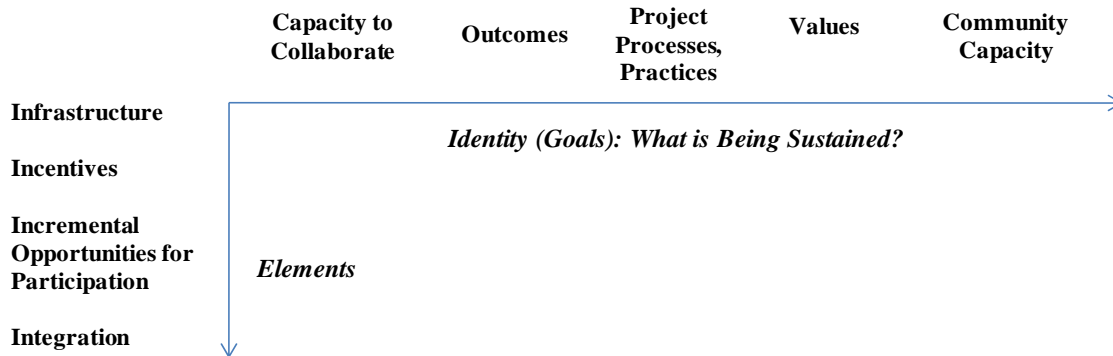 Capacity to
Collaborate
Outcomes
Project
Processes,
Practices
Values
Community
Capacity
Infrastructure
Identity (Goals): What is Being Sustained?
Incentives
Incremental
Opportunities for
Participation
Elements
Integration